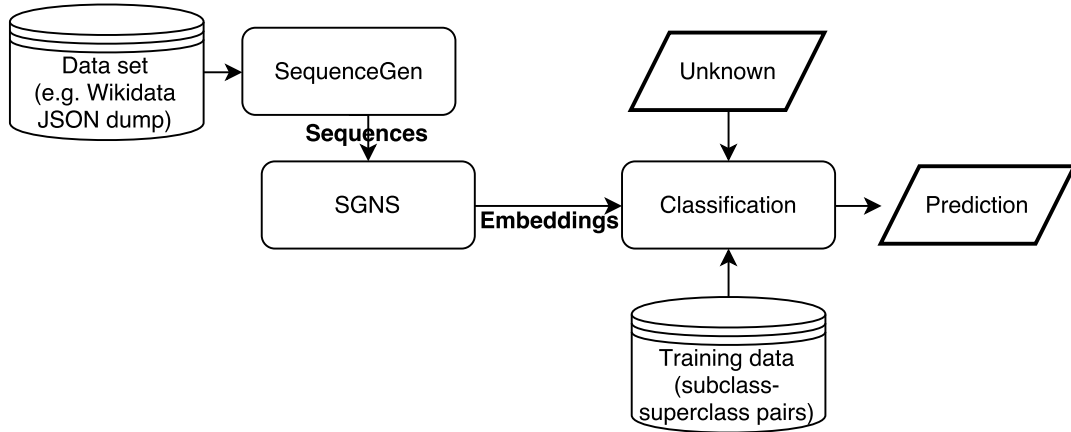 Data set
(e.g. Wikidata
JSON dump)
SequenceGen
Unknown
Sequences
SGNS
Embeddings
Classification
Prediction
Training data
(subclass-
superclass pairs)